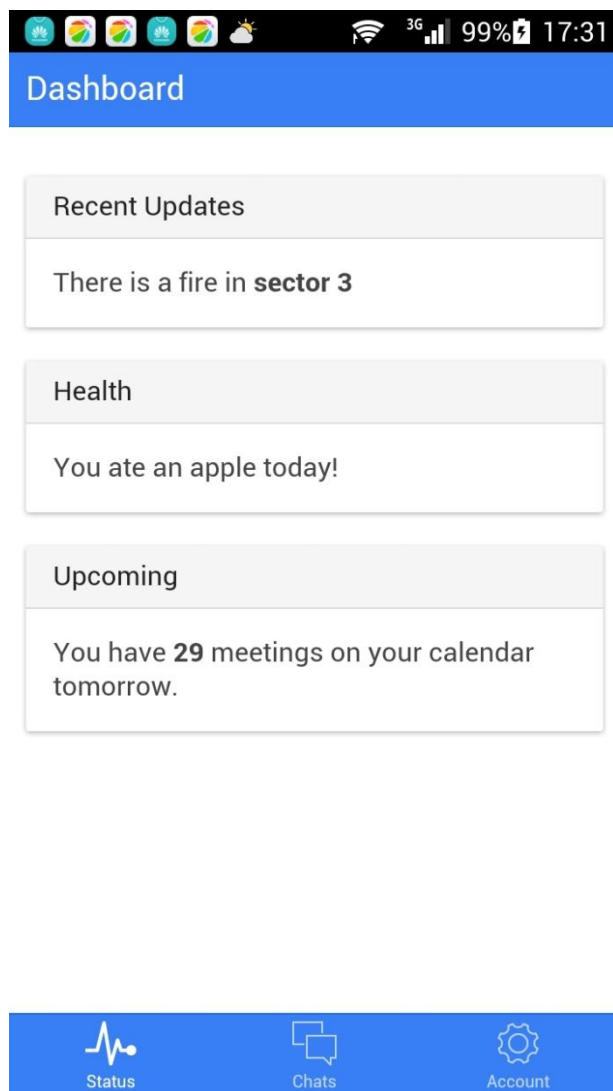 3G 99% 17:31
Dashboard
Recent Updates
There is a fire in sector 3
Health
You ate an apple today!
Upcoming
You have 29 meetings on your calendar
tomorrow.
Status Chats Account